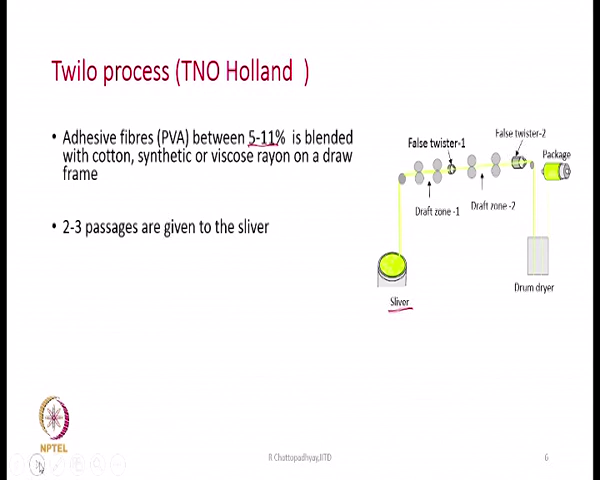 Twilo process (TNO Holland )
• Adhesive fibres (PVA) between 5-11% is blended
with cotton, synthetic or viscose rayon on a draw
frame
• 2-3 passages are given to the sliver
False twister-2
False twister-1
Package
Draft zone -1
Draft zone -2
Drum dryer
Sliver
NPTEL
R Chattopadhyay,IITD
6